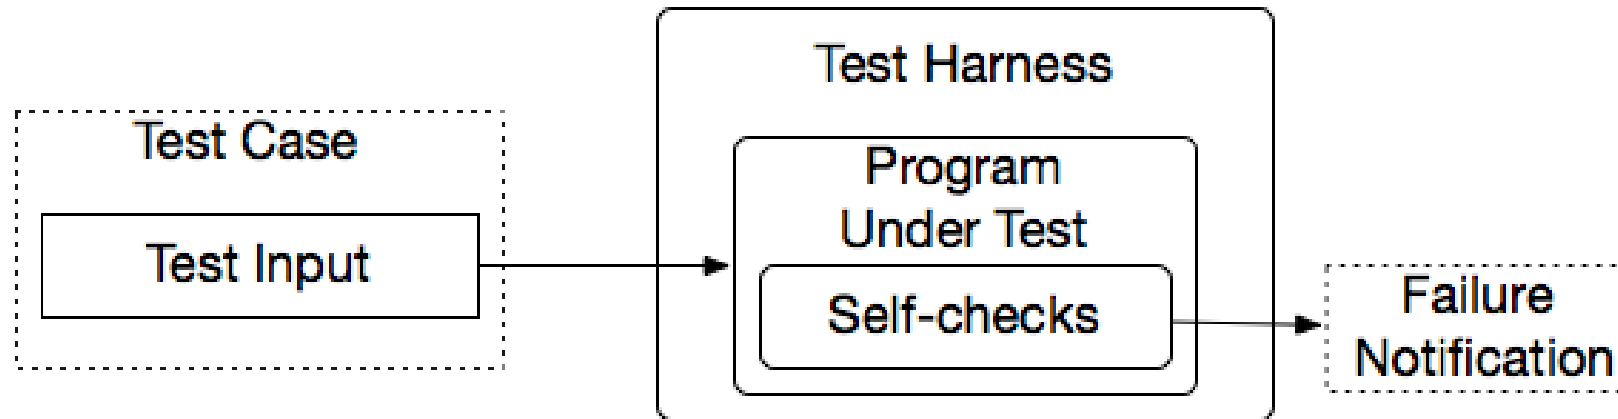 Test Harness
Test Case
Program
Under Test
Test Input
Self-checks
Failure
Notification